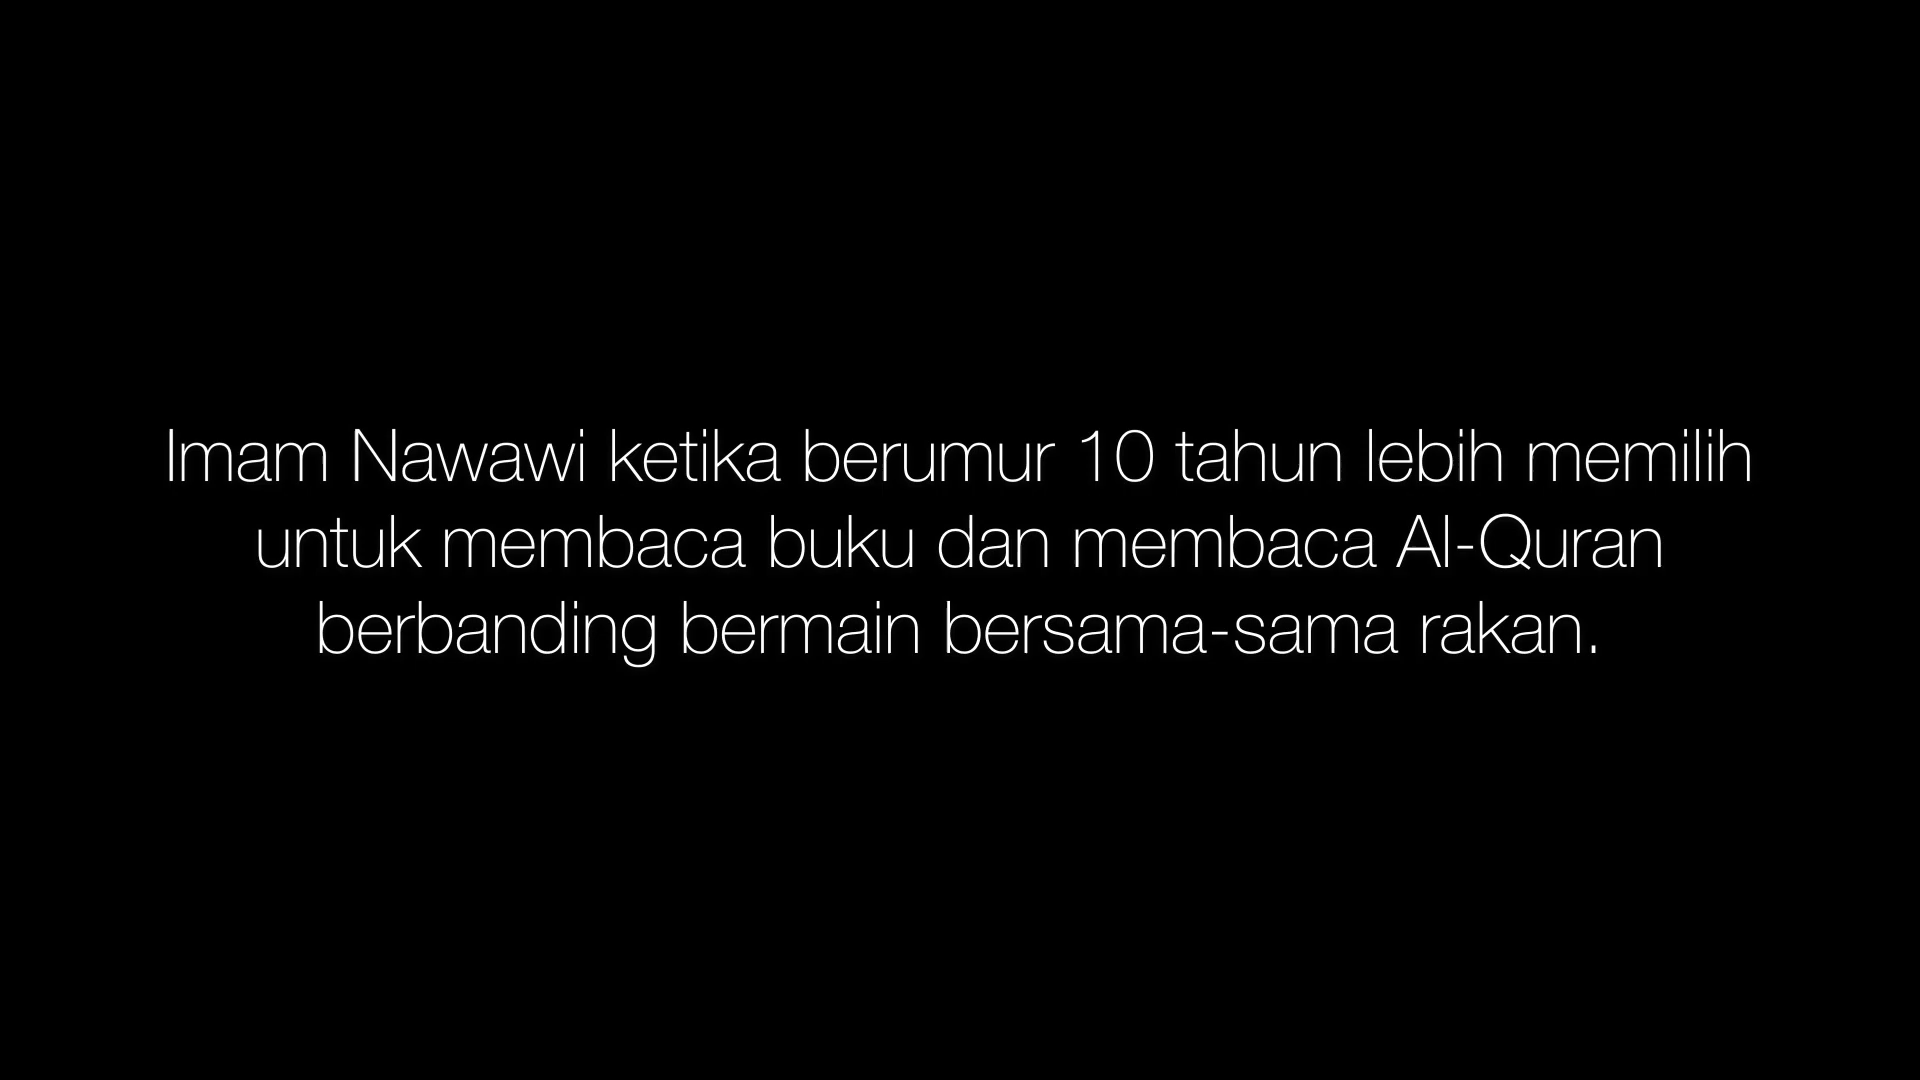 Imam Nawawi ketika berumur 10 tahun lebih memilih
untuk membaca buku dan membaca Al-Quran
berbanding bermain bersama-sama rakan.